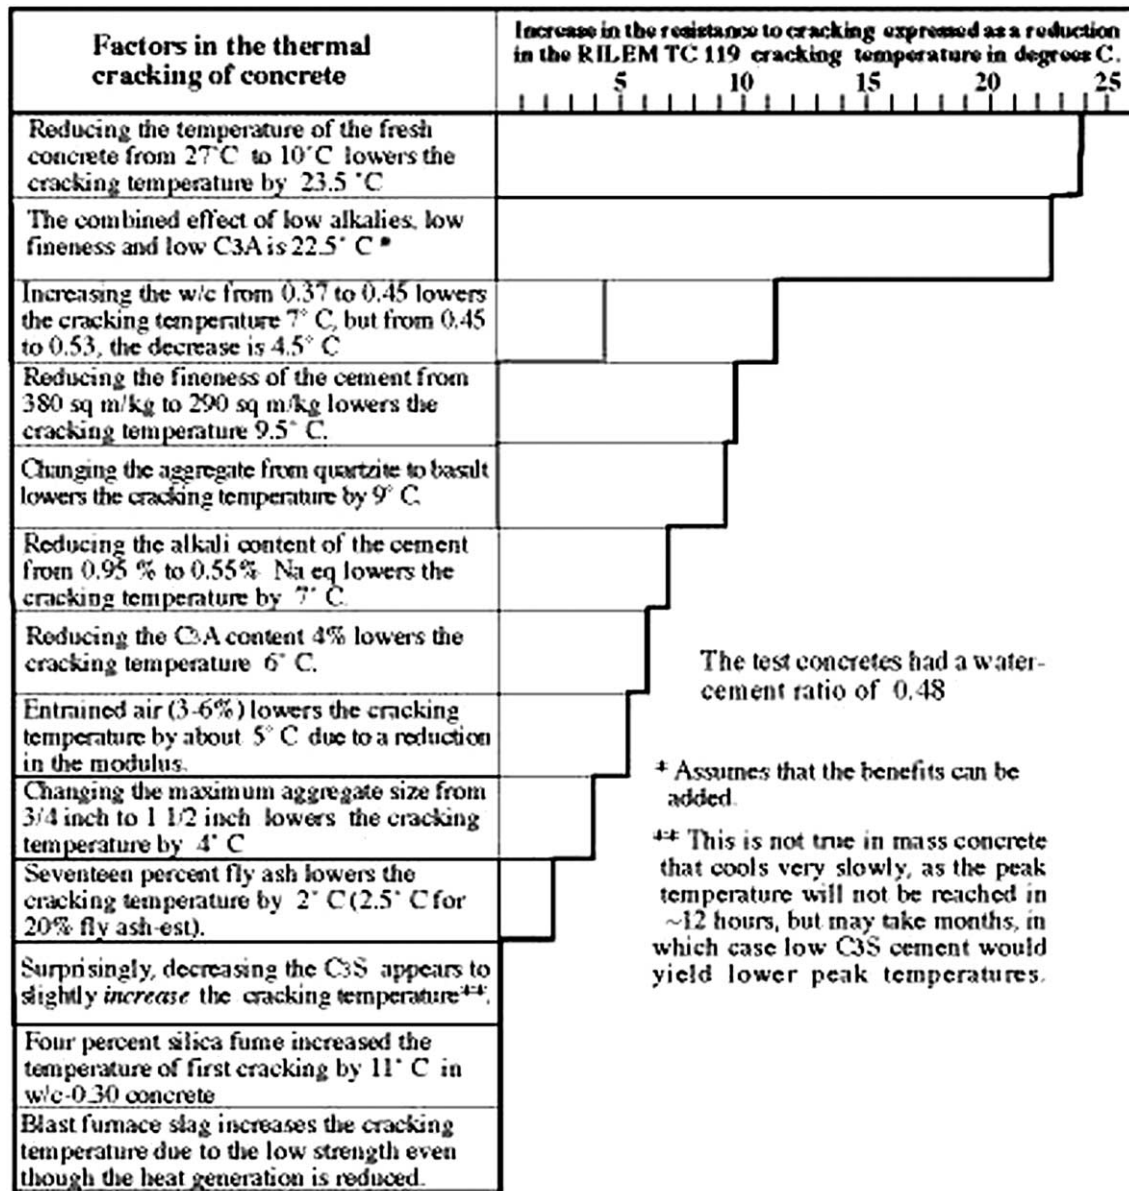 Factors in the thermal
cracking of concrete
Increase in the resistance to cracking expressed as a reduction
in the RILEM TC 119 cracking temperature in degrees C.
5 10 15 20 25
Reducing the temperature of the fresh
concrete from 27°C to 10°C lowers the
cracking temperature by 23.5 °C
The combined effect of low alkalies, low
fineness and low C3A is 22.5° C *
Increasing the w/c from 0.37 to 0.45 lowers
the cracking temperature 7° C, but from 0.45
to 0.53, the decrease is 4.5° C
Reducing the fineness of the cement from
380 sq m/kg to 290 sq m/kg lowers the
cracking temperature 9.5° C.
Changing the aggregate from quartzite to basalt
lowers the cracking temperature by 9° C.
Reducing the alkali content of the cement
from 0.95 % to 0.55% Na eq lowers the
cracking temperature by 7° C.
Reducing the C3A content 4% lowers the
cracking temperature 6° C.
Entrained air (3-6%) lowers the cracking
temperature by about 5° C due to a reduction
in the modulus.
Changing the maximum aggregate size from
3/4 inch to 1 1/2 inch lowers the cracking
temperature by 4° C
Seventeen percent fly ash lowers the
cracking temperature by 2° C (2.5° C for
20% fly ash-est).
Surprisingly, decreasing the C3S appears to
slightly increase the cracking temperature**.
Four percent silica fume increased the
temperature of first cracking by 11° C in
w/c-0.30 concrete
Blast furnace slag increases the cracking
temperature due to the low strength even
though the heat generation is reduced.
The test concretes had a water-
cement ratio of 0.48
* Assumes that the benefits can be
added.
** This is not true in mass concrete
that cools very slowly, as the peak
temperature will not be reached in
~12 hours, but may take months, in
which case low C3S cement would
yield lower peak temperatures.